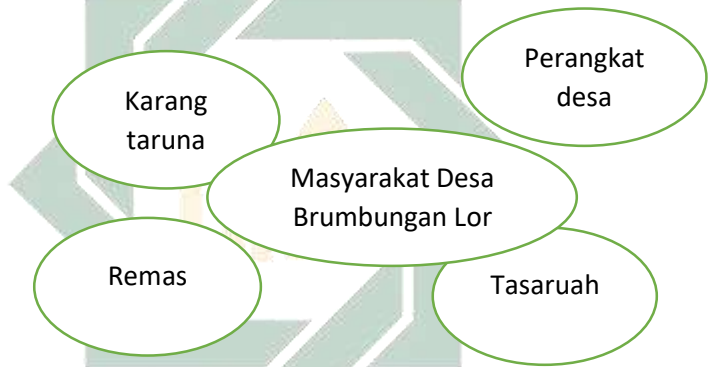 Karang
taruna
Perangkat
desa
Masyarakat Desa
Brumbungan Lor
Remas
Tasaruah